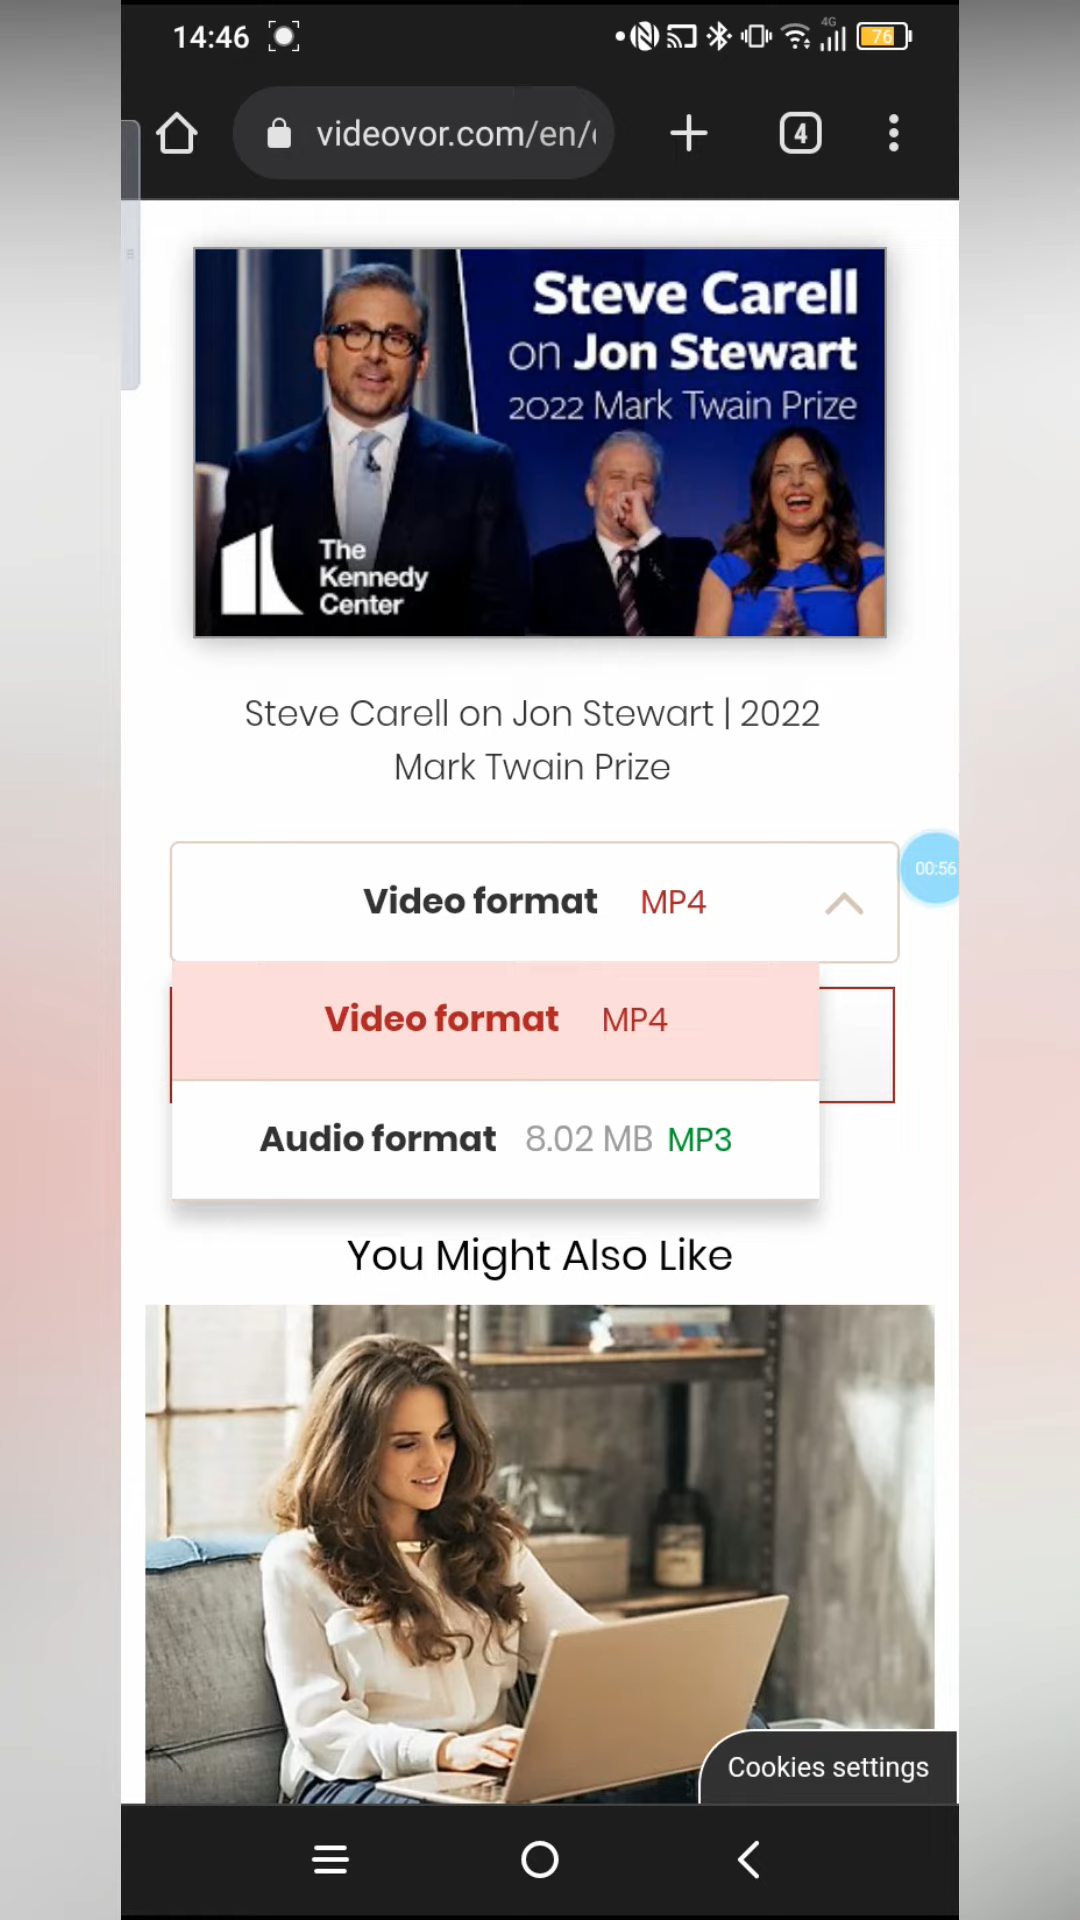 14:46
4G
76
videovor.com/en/
4
Steve Carell
on Jon Stewart
2022 Mark Twain Prize
The
Kennedy
Center
Steve Carell on Jon Stewart | 2022
Mark Twain Prize
Video format MP4
00:56
Video format MP4
Audio format 8.02 MB MP3
You Might Also Like
Cookies settings